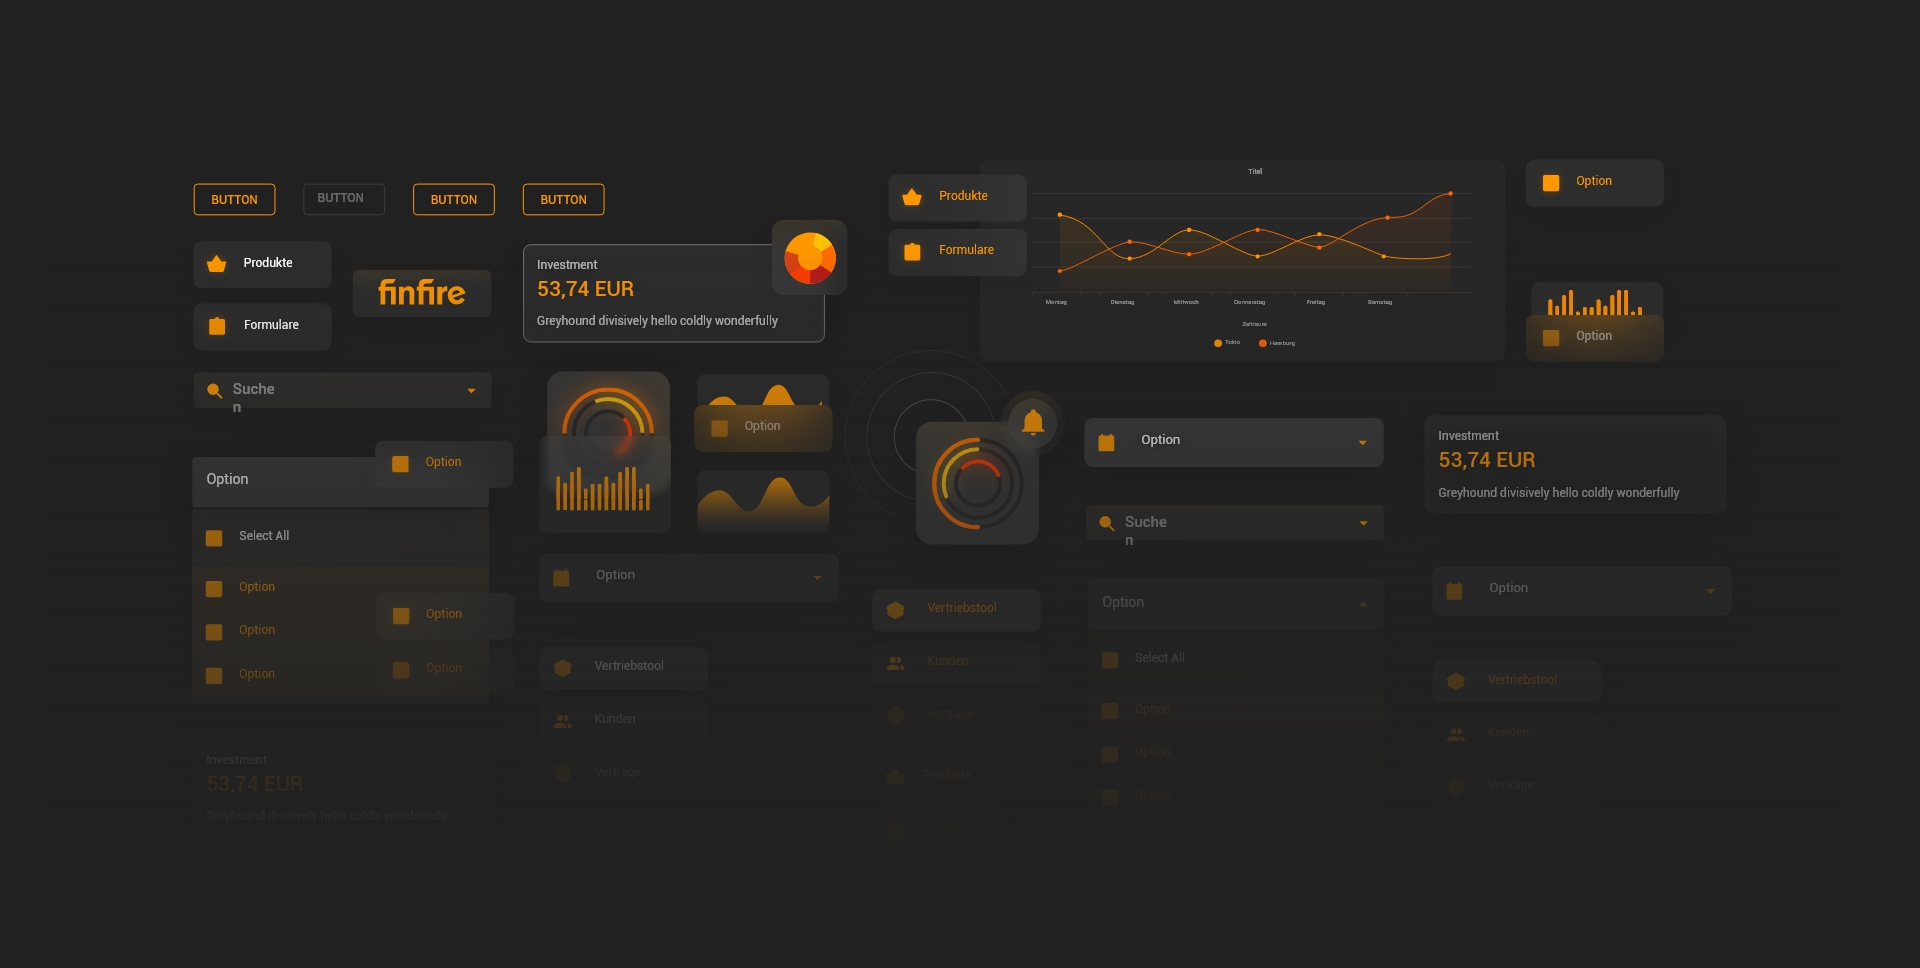 BUTTON
BUTTON
BUTTON
BUTTON
Produkte
Formulare
finfire
Investment
53,74 EUR
Greyhound divisively hello coldly wonderfully
Produkte
Formulare
Titel
Montag
Dienstag
Mittwoch
Donnerstag
Freitag
Samstag
Zeitraum
Tokio
Hamburg
Option
Option
Suche
n
Option
Option
Select All
Option
Option
Option
Option
Option
Investment
53,74 EUR
Greyhound divisively hello coldly wonderfully
Option
Option
Vertriebstool
Kunden
Verträge
Vertriebstool
Kunden
Verträge
Produkte
Formulare
Option
Suche
n
Option
Select All
Option
Option
Option
Investment
53,74 EUR
Greyhound divisively hello coldly wonderfully
Option
Vertriebstool
Kunden
Verträge